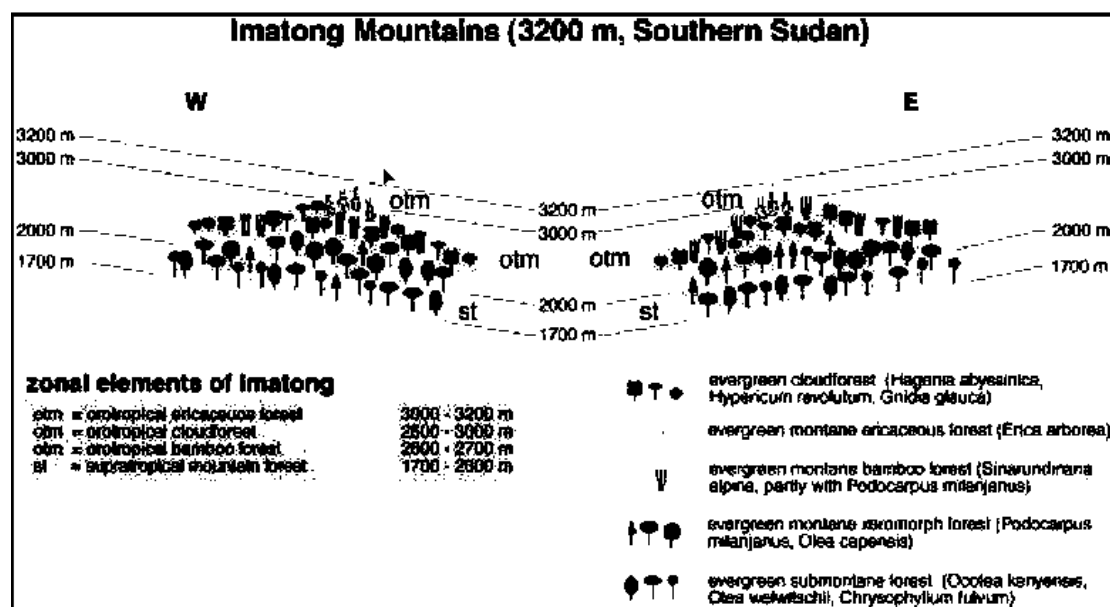 Imatong Mountains (3200 m, Southern Sudan)
W
E
3200 m
3000 m
2000 m
1700 m
otm
otm
st
3200 m
3000 m
2000 m
1700 m
otm
otm
st
3200 m
3000 m
2000 m
1700 m
zonal elements of Imatong
otm = orotropical ericaceous forest 3000 - 3200 m
otm = orotropical cloudforest 2600 - 3000 m
otm = orotropical bamboo forest 2600 - 2700 m
st = supratropical mountain forest 1700 - 2600 m
evergreen cloudforest (Hagenia abyssinica,
Hypericum revolutum, Gnidia glauca)
evergreen montane ericaceous forest (Erica arborea)
evergreen montane bamboo forest (Sinarundinaria
alpina, partly with Podocarpus milanjianus)
evergreen montane xeromorph forest (Podocarpus
milanjianus, Olea capensis)
evergreen submontane forest (Ocotea kenyensis,
Olea welwitschii, Chrysophyllum fulvum)